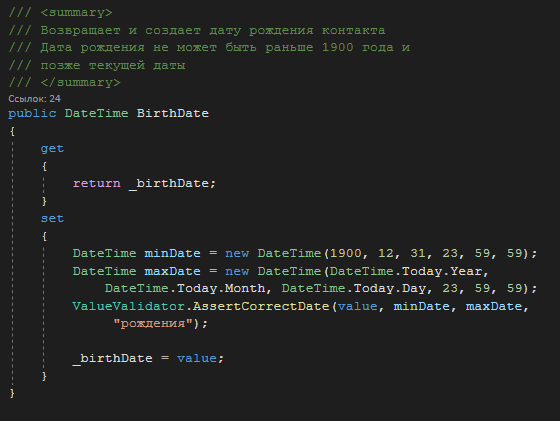 /// <summary>
/// Возвращает и создает дату рождения контакта
/// Дата рождения не может быть раньше 1900 года и
/// позже текущей даты
/// </summary>
Ссылок: 24
public DateTime BirthDate
{
    get
    {
        return _birthDate;
    }
    set
    {
        DateTime minDate = new DateTime(1900, 12, 31, 23, 59, 59);
        DateTime maxDate = new DateTime(DateTime.Today.Year,
            DateTime.Today.Month, DateTime.Today.Day, 23, 59, 59);
        ValueValidator.AssertCorrectDate(value, minDate, maxDate,
             "рождения");

        _birthDate = value;
    }
}